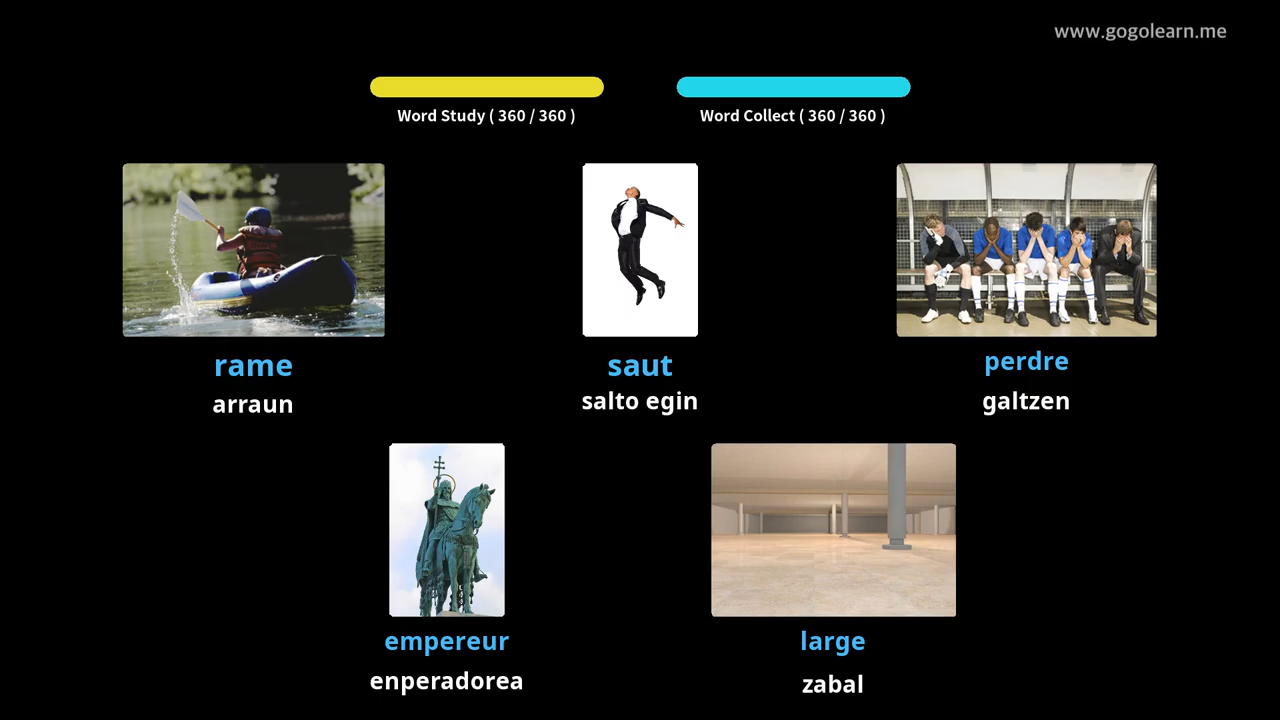 www.gogolearn.me
Word Study ( 360 / 360 )
Word Collect ( 360 / 360 )
rame
arraun
saut
salto egin
perdre
galtzen
empereur
enperadorea
large
zabal